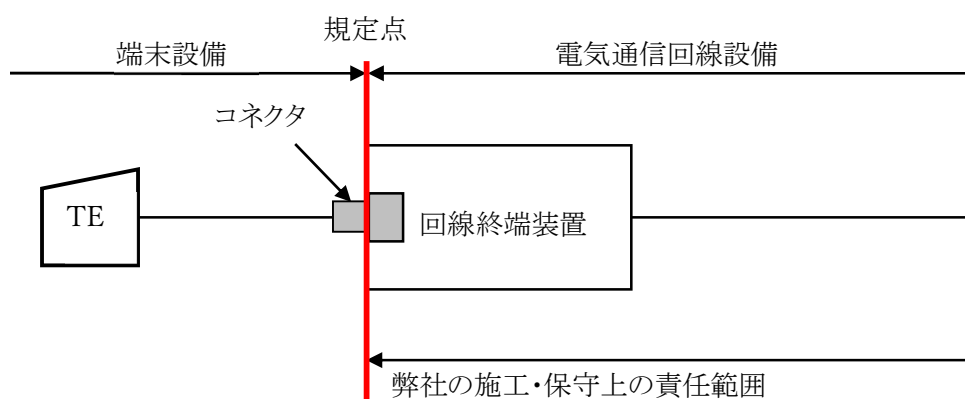 規定点
端末設備
電気通信回線設備
コネクタ
TE
回線終端装置
弊社の施工・保守上の責任範囲